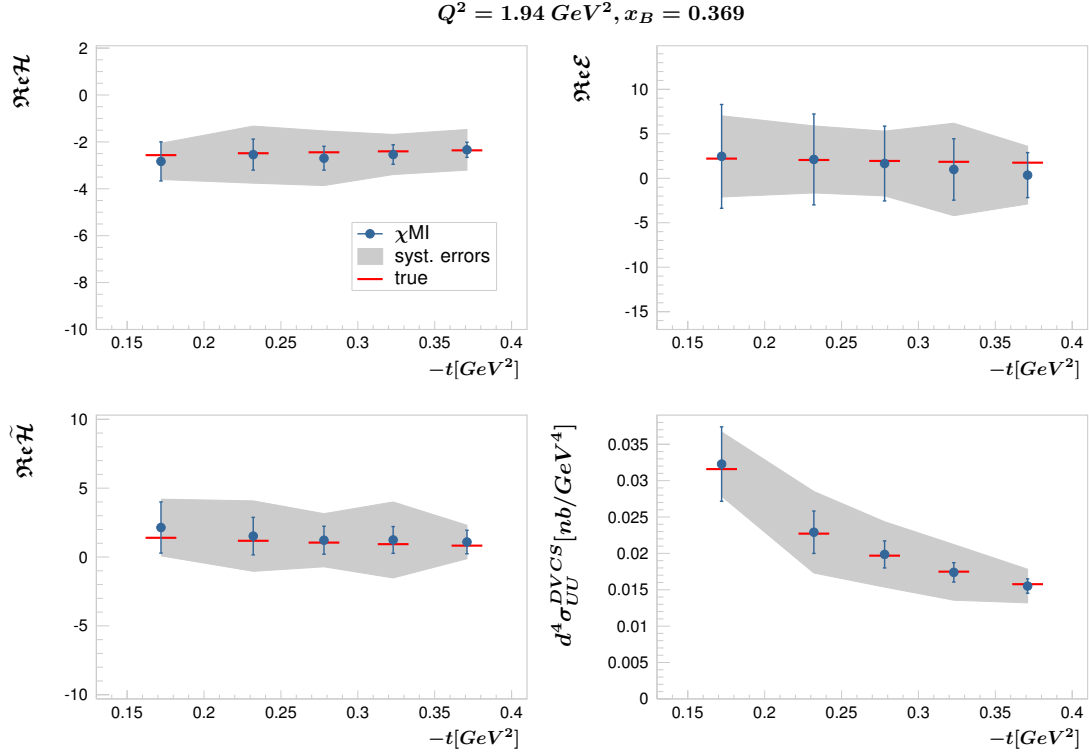 Q² = 1.94 GeV², x_B = 0.369
ℜeℋ
2
0
-2
-4
-6
-8
-10
0.15 0.2 0.25 0.3 0.35 0.4
−t[GeV²]
χMI
syst. errors
true
ℜeℰ
10
5
0
-5
-10
-15
0.15 0.2 0.25 0.3 0.35 0.4
−t[GeV²]
ℜeℋ̃
10
5
0
-5
-10
0.15 0.2 0.25 0.3 0.35 0.4
−t[GeV²]
d⁴σ_{UU}^{DVCS}[nb/GeV⁴]
0.035
0.03
0.025
0.02
0.015
0.01
0.005
0
0.15 0.2 0.25 0.3 0.35 0.4
−t[GeV²]